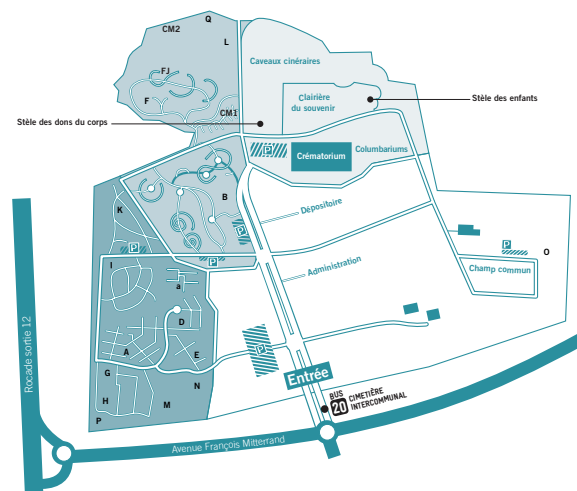 Q
CM2
L
Caveaux cinéraires
FJ
F
Clairière
du souvenir
Stèle des enfants
CM1
Stèle des dons du corps
P
Crématorium
Columbariums
K
B
Dépositoire
P
P
P
P
O
I
a
Administration
Champ commun
D
A
E
P
G
N
Entrée
H
M
P
BUS
20
CIMETIÈRE
INTERCOMMUNAL
Rocade sortie 12
Avenue François Mitterrand